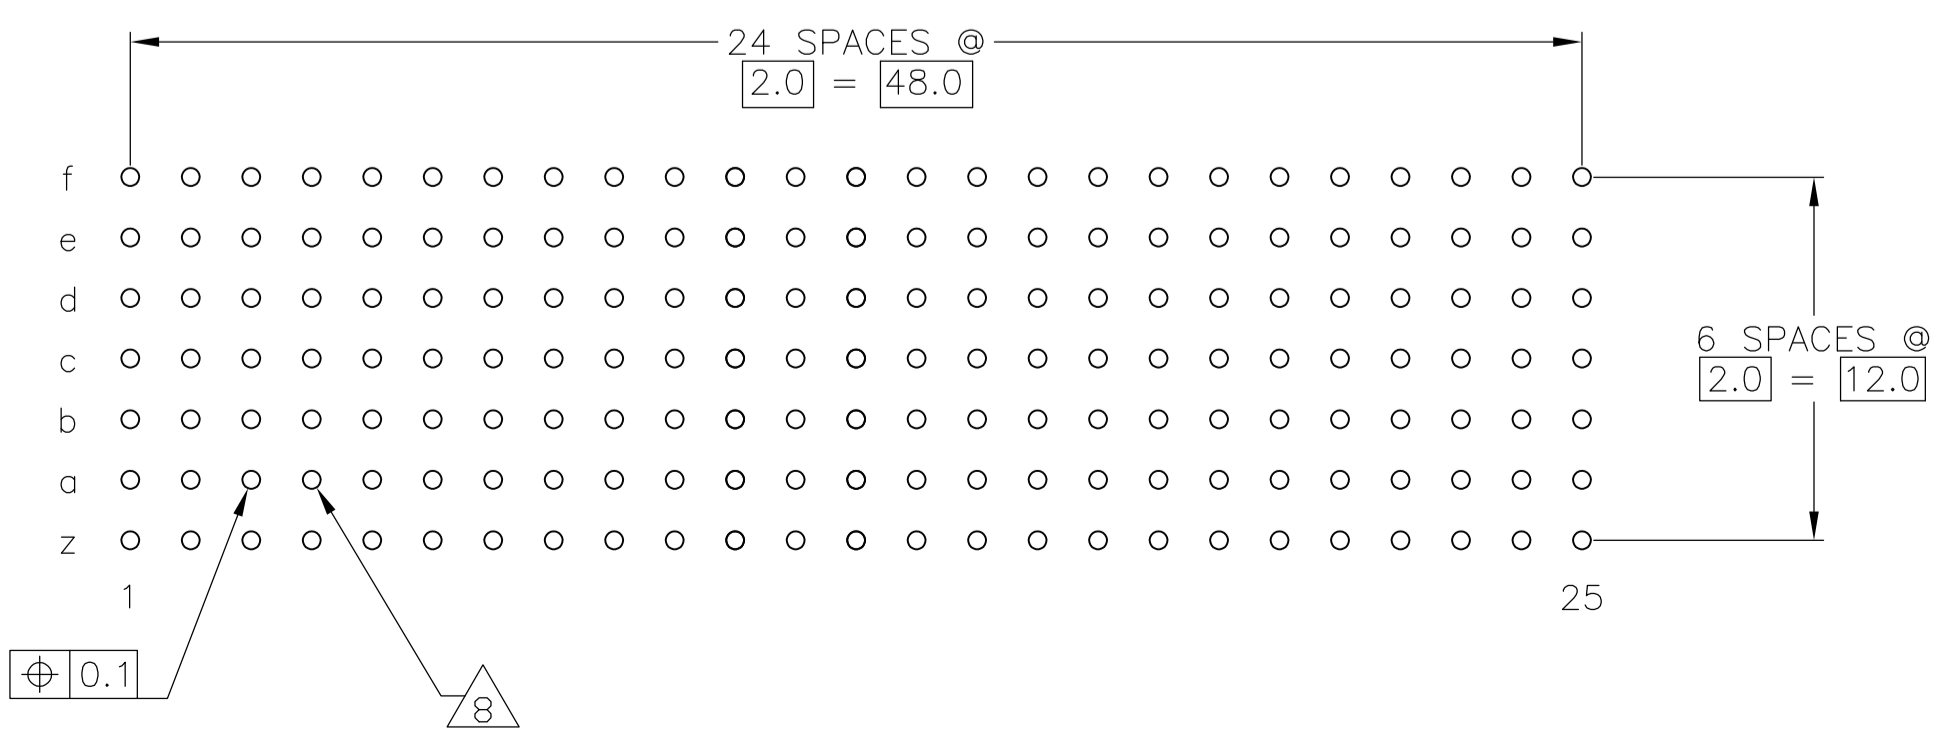 24 SPACES @
2.0 = 48.0
f
e
d
c
6 SPACES @
2.0 = 12.0
b
a
z
1 25
⌖ 0.1
8